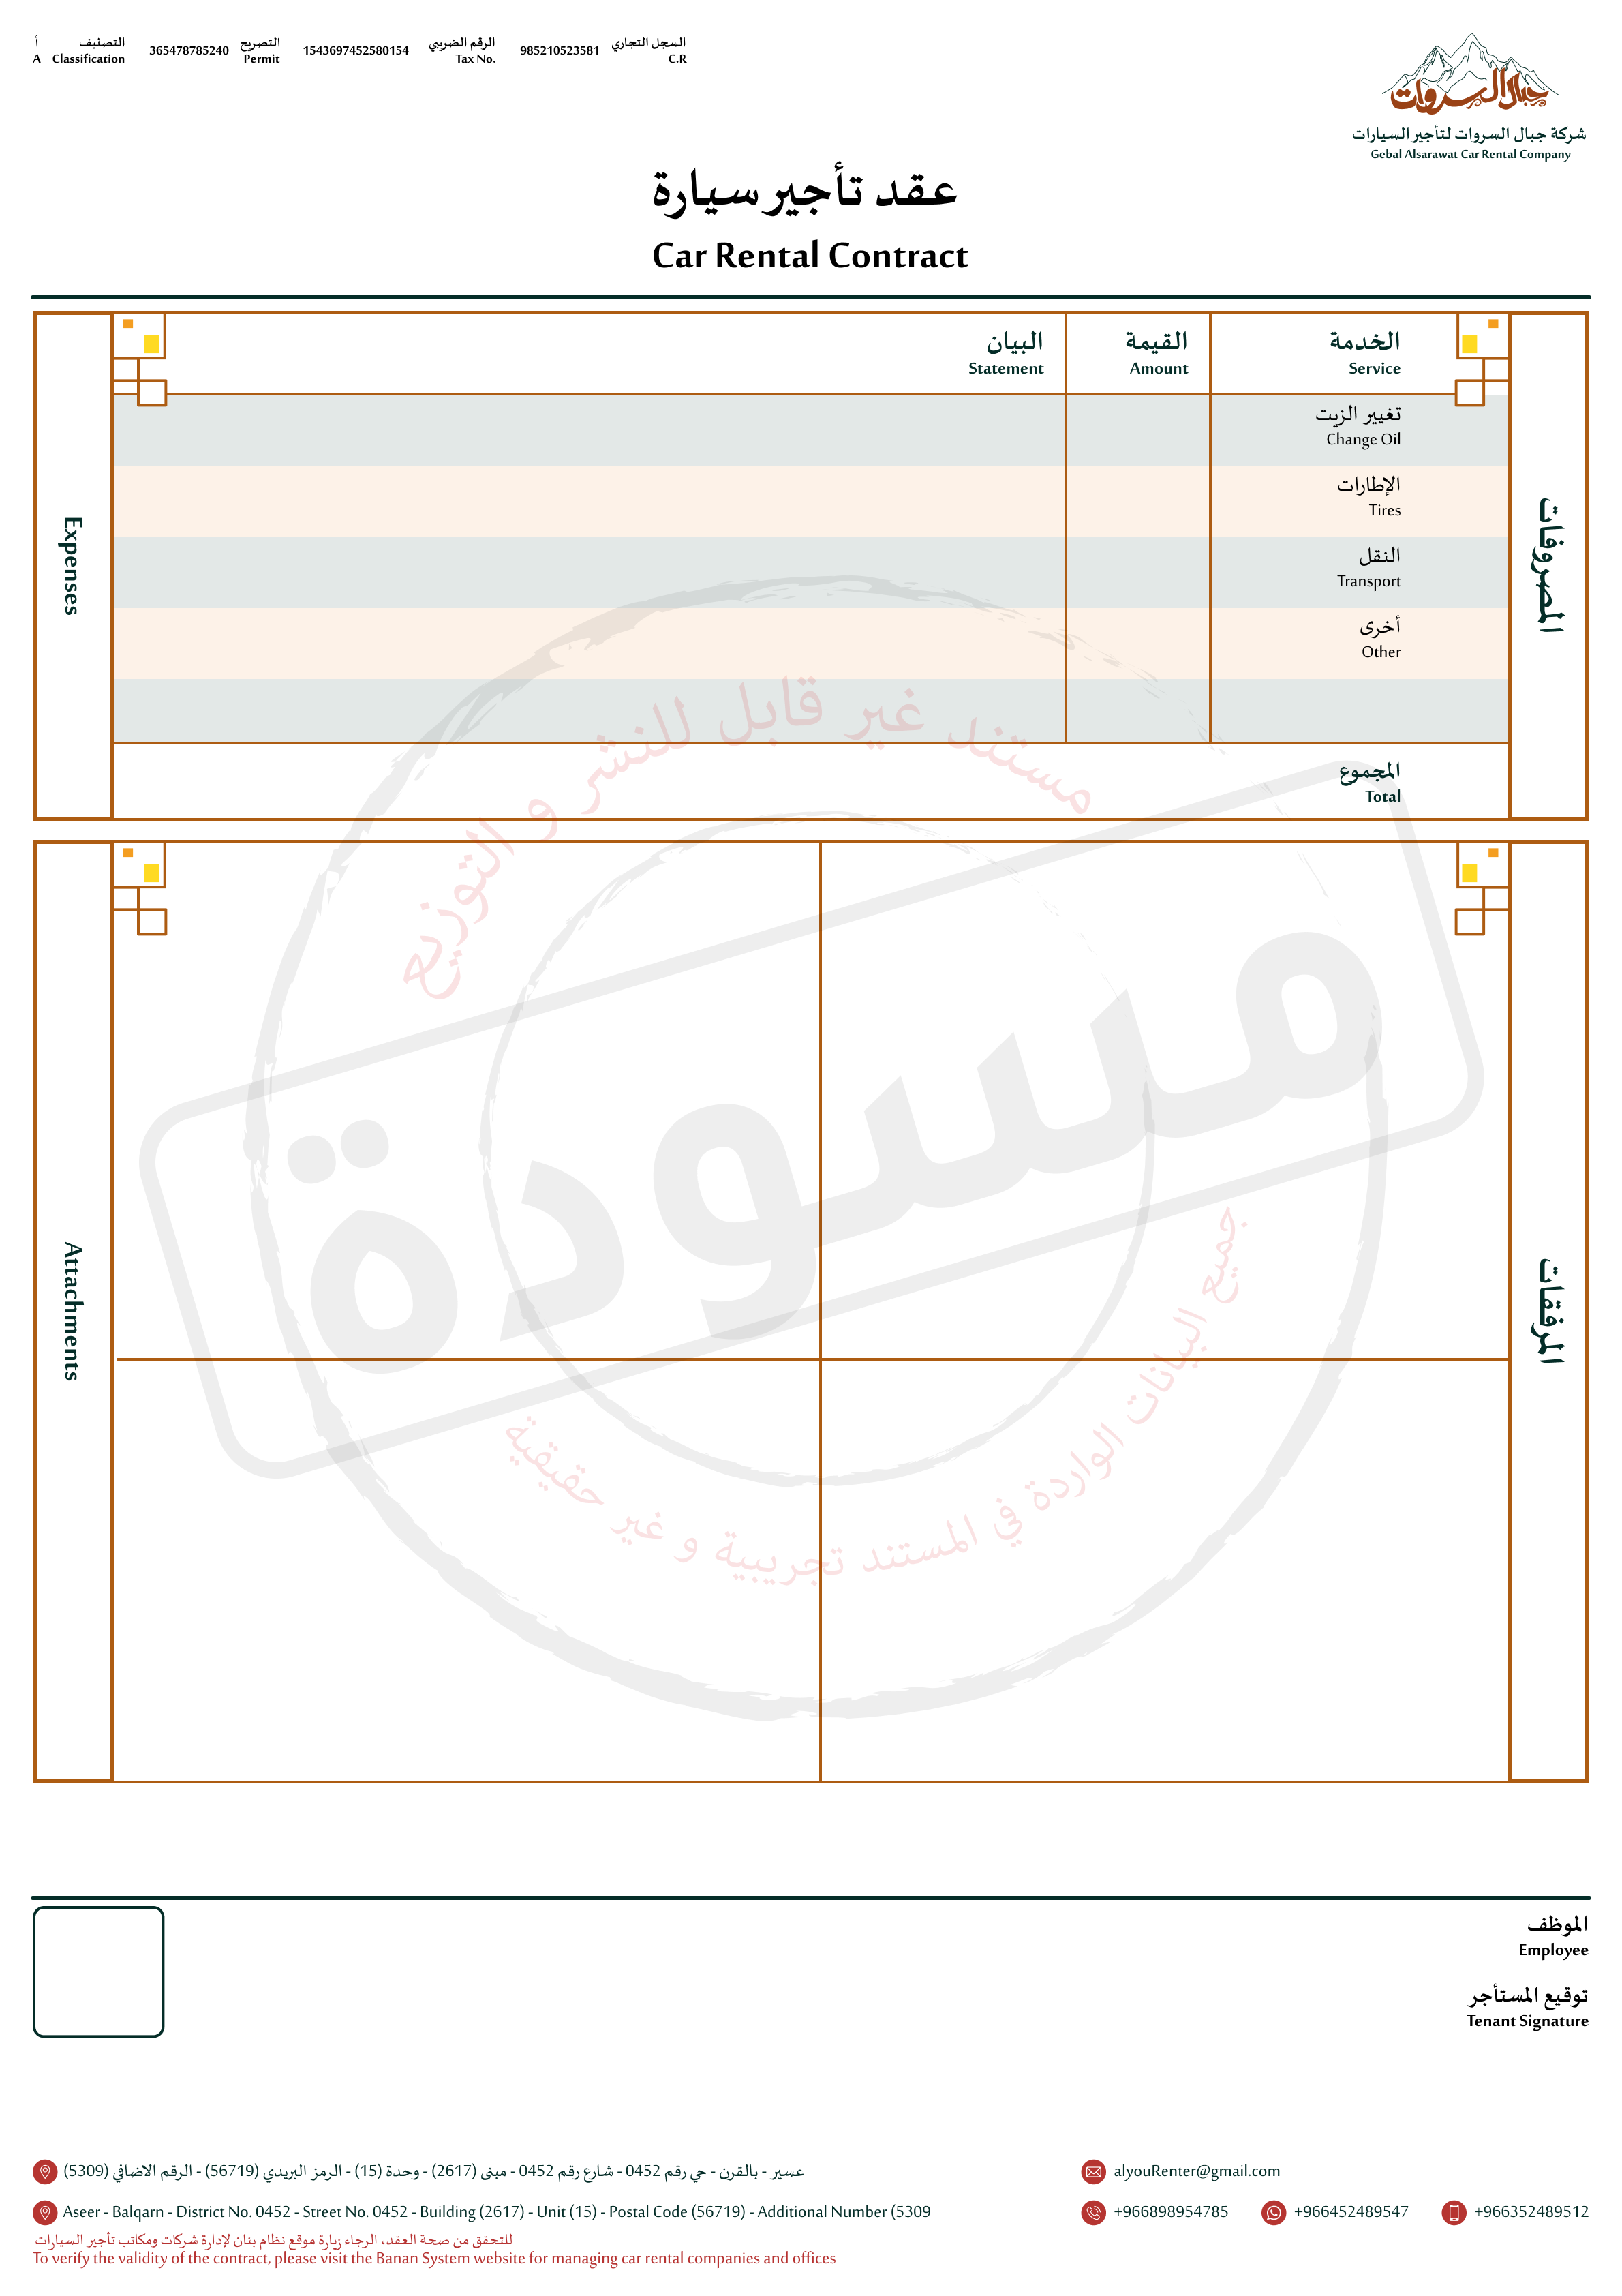 جبال السروات
شركة جبال السروات لتأجير السيارات
Gebal Alsarawat Car Rental Company
السجل التجاري 985210523581
C.R
الرقم الضريبي 1543697452580154
Tax No.
التصريح 365478785240
Permit
التصنيف أ
Classification A
عقد تأجير سيارة
Car Rental Contract
المصروفات
Expenses
الخدمة القيمة البيان
Service Amount Statement
تغيير الزيت
Change Oil
الإطارات
Tires
النقل
Transport
أخرى
Other
المجموع
Total
مستند غير قابل للنشر و التوزيع
مسودة
جميع البيانات الواردة في المستند تجريبية و غير حقيقية
المرفقات
Attachments
الموظف
Employee
توقيع المستأجر
Tenant Signature
عسير - بالقرن - حي رقم 0452 - شارع رقم 0452 - مبنى (2617) - وحدة (15) - الرمز البريدي (56719) - الرقم الاضافي (5309)
alyouRenter@gmail.com
Aseer - Balqarn - District No. 0452 - Street No. 0452 - Building (2617) - Unit (15) - Postal Code (56719) - Additional Number (5309
+966898954785 +966452489547 +966352489512
للتحقق من صحة العقد، الرجاء زيارة موقع نظام بنان لإدارة شركات ومكاتب تأجير السيارات
To verify the validity of the contract, please visit the Banan System website for managing car rental companies and offices